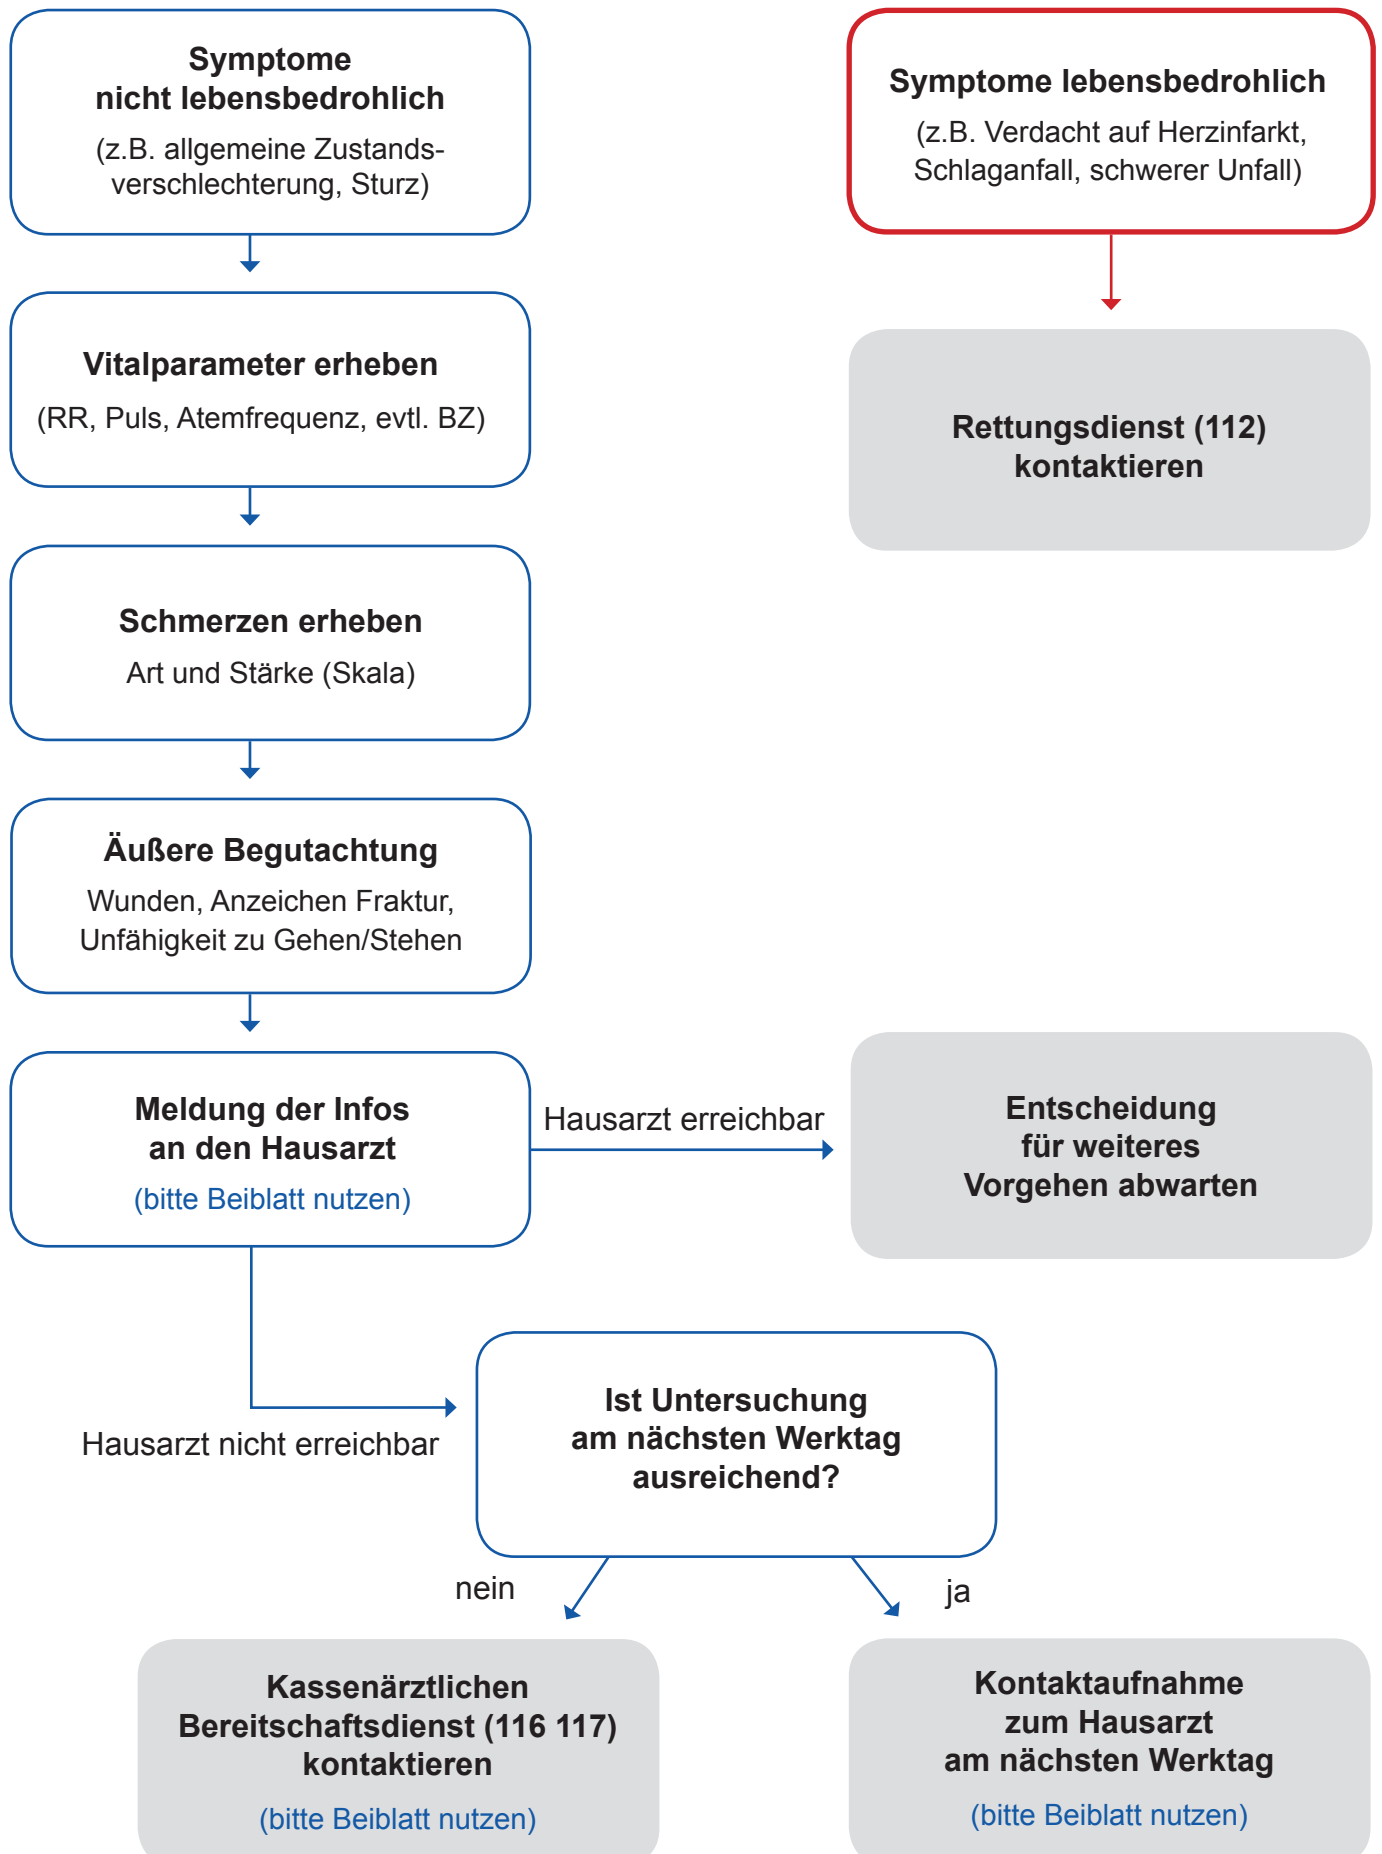 Symptome
nicht lebensbedrohlich
(z.B. allgemeine Zustands-
verschlechterung, Sturz)
Symptome lebensbedrohlich
(z.B. Verdacht auf Herzinfarkt,
Schlaganfall, schwerer Unfall)
Vitalparameter erheben
(RR, Puls, Atemfrequenz, evtl. BZ)
Rettungsdienst (112)
kontaktieren
Schmerzen erheben
Art und Stärke (Skala)
Äußere Begutachtung
Wunden, Anzeichen Fraktur,
Unfähigkeit zu Gehen/Stehen
Meldung der Infos
an den Hausarzt
(bitte Beiblatt nutzen)
Hausarzt erreichbar
Entscheidung
für weiteres
Vorgehen abwarten
Hausarzt nicht erreichbar
Ist Untersuchung
am nächsten Werktag
ausreichend?
nein
ja
Kassenärztlichen
Bereitschaftsdienst (116 117)
kontaktieren
(bitte Beiblatt nutzen)
Kontaktaufnahme
zum Hausarzt
am nächsten Werktag
(bitte Beiblatt nutzen)